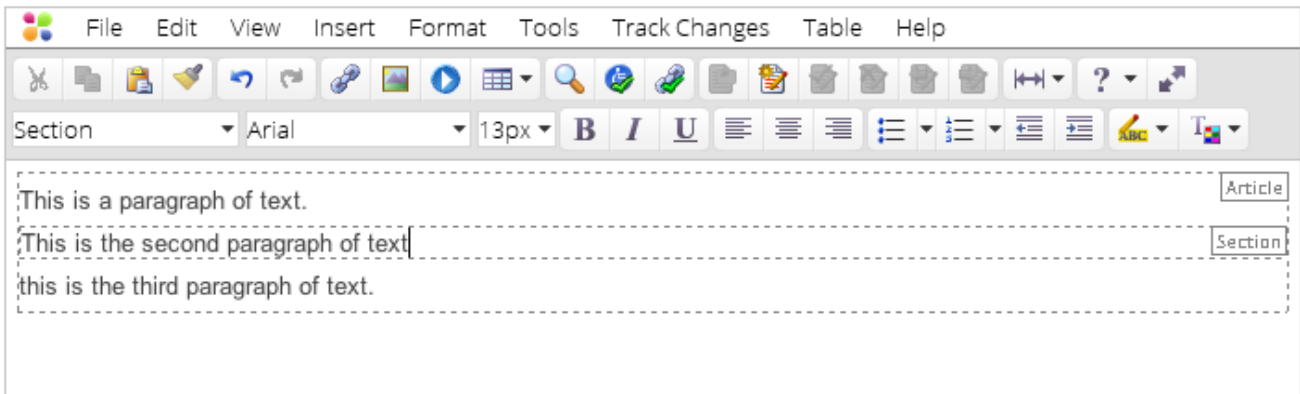 File Edit View Insert Format Tools Track Changes Table Help
?
Section Arial 13px B I U ABC T
This is a paragraph of text. Article
This is the second paragraph of text Section
this is the third paragraph of text.